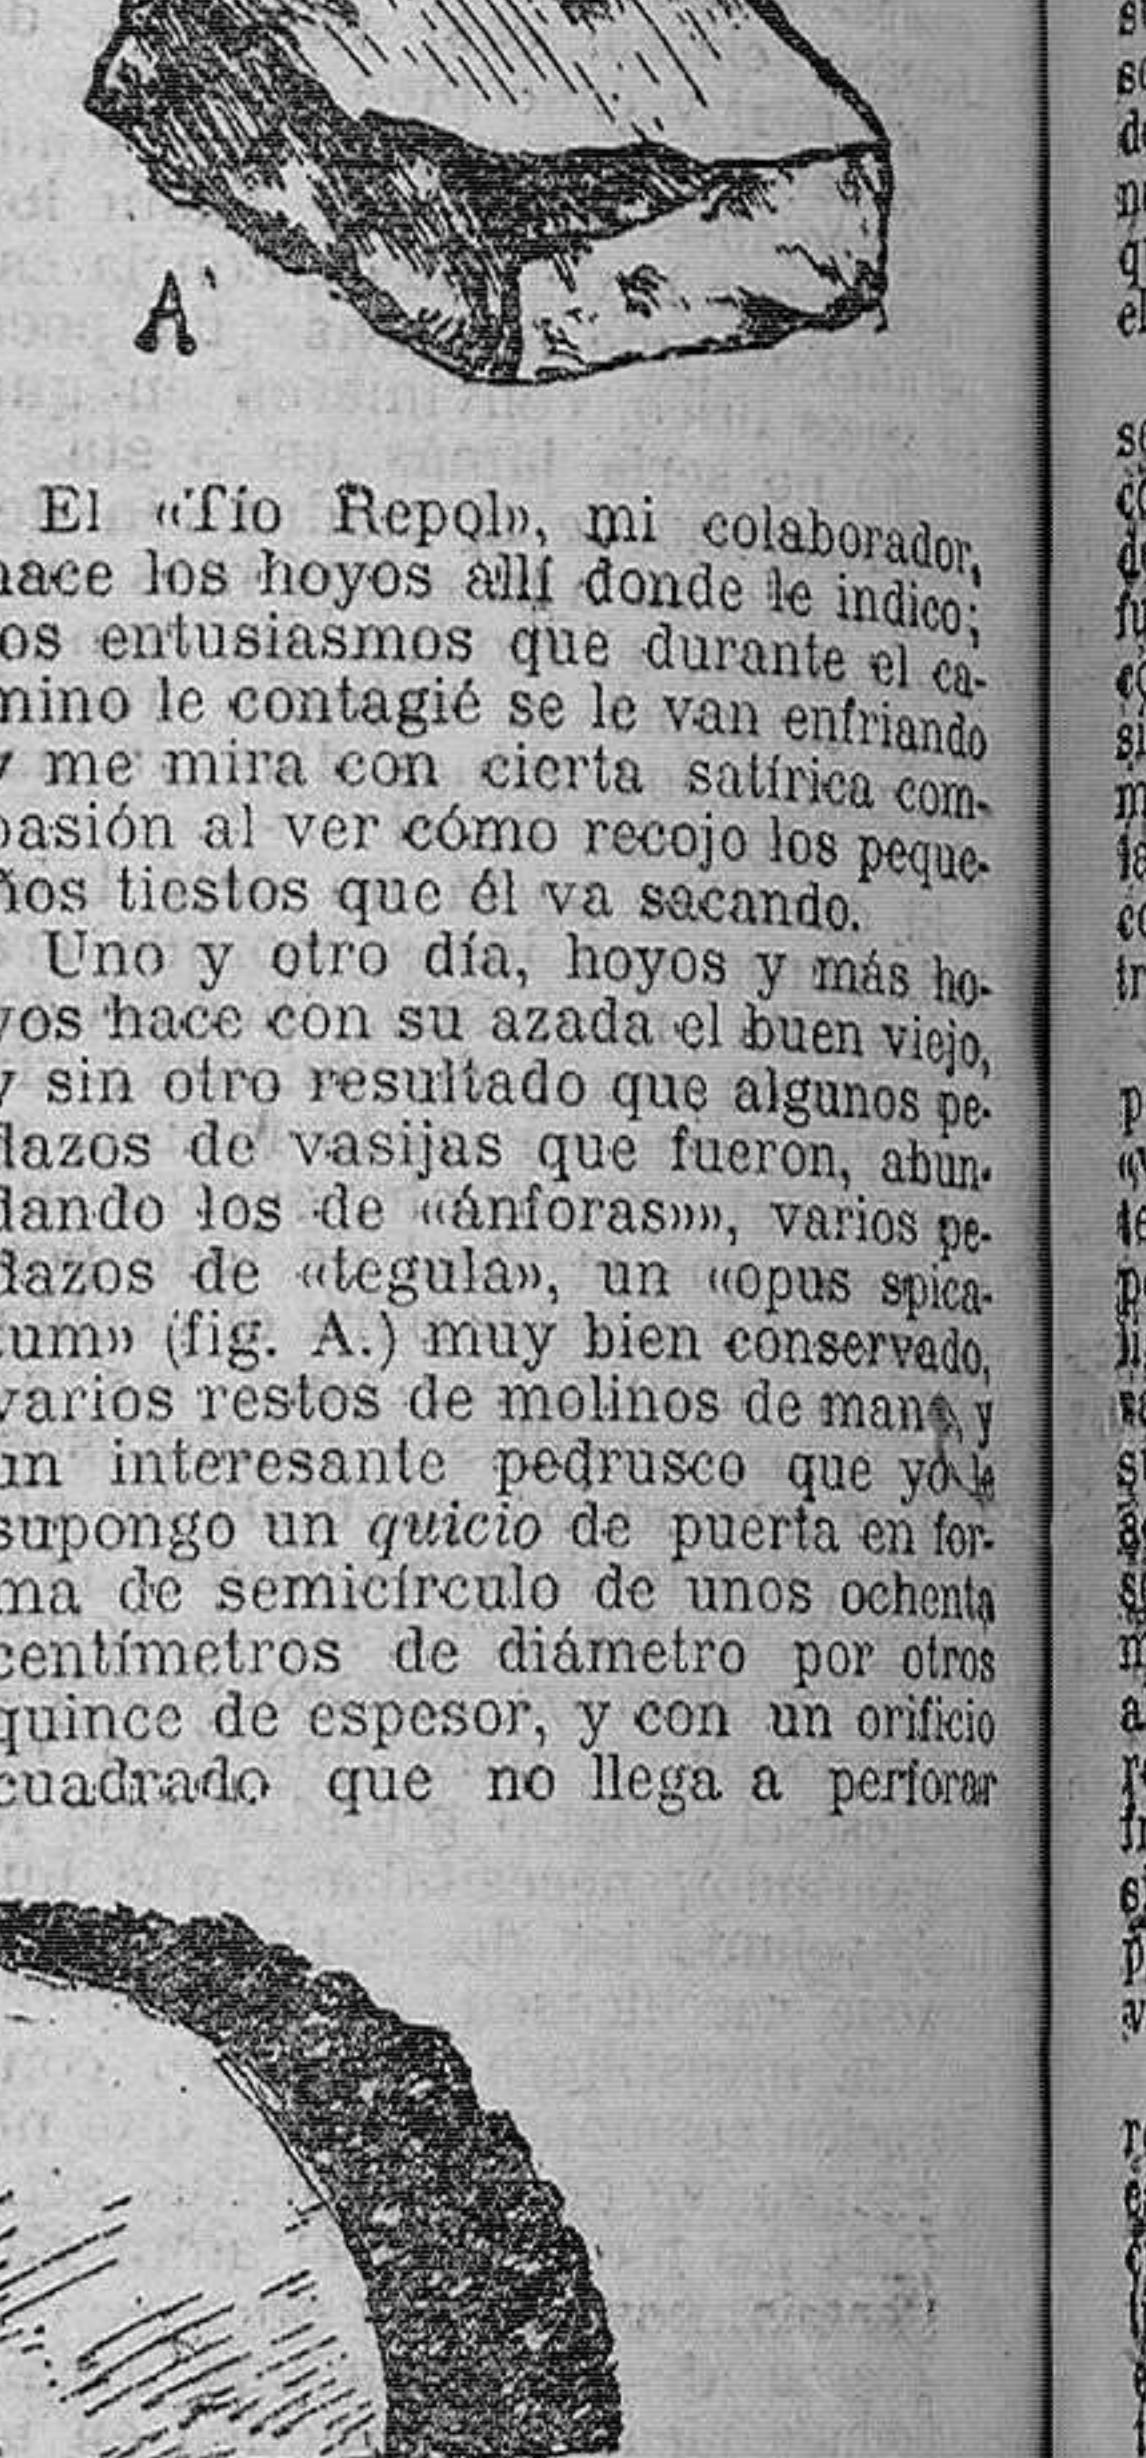 A'
El «Tío Repol», mi colaborador,
hace los hoyos allí donde le indico;
los entusiasmos que durante el ca-
mino le contagié se le van enfriando
y me mira con cierta satírica com-
pasión al ver cómo recojo los peque-
ños tiestos que él va sacando.
Uno y otro día, hoyos y más ho-
yos hace con su azada el buen viejo,
y sin otro resultado que algunos pe-
dazos de vasijas que fueron, abun-
dando los de «ánforas»», varios pe-
dazos de «tegula», un «opus spica-
tum» (fig. A.) muy bien conservado,
varios restos de molinos de mano y
un interesante pedrusco que yo le
supongo un quicio de puerta en for-
ma de semicírculo de unos ochenta
centímetros de diámetro por otros
quince de espesor, y con un orificio
cuadrado que no llega a perforar